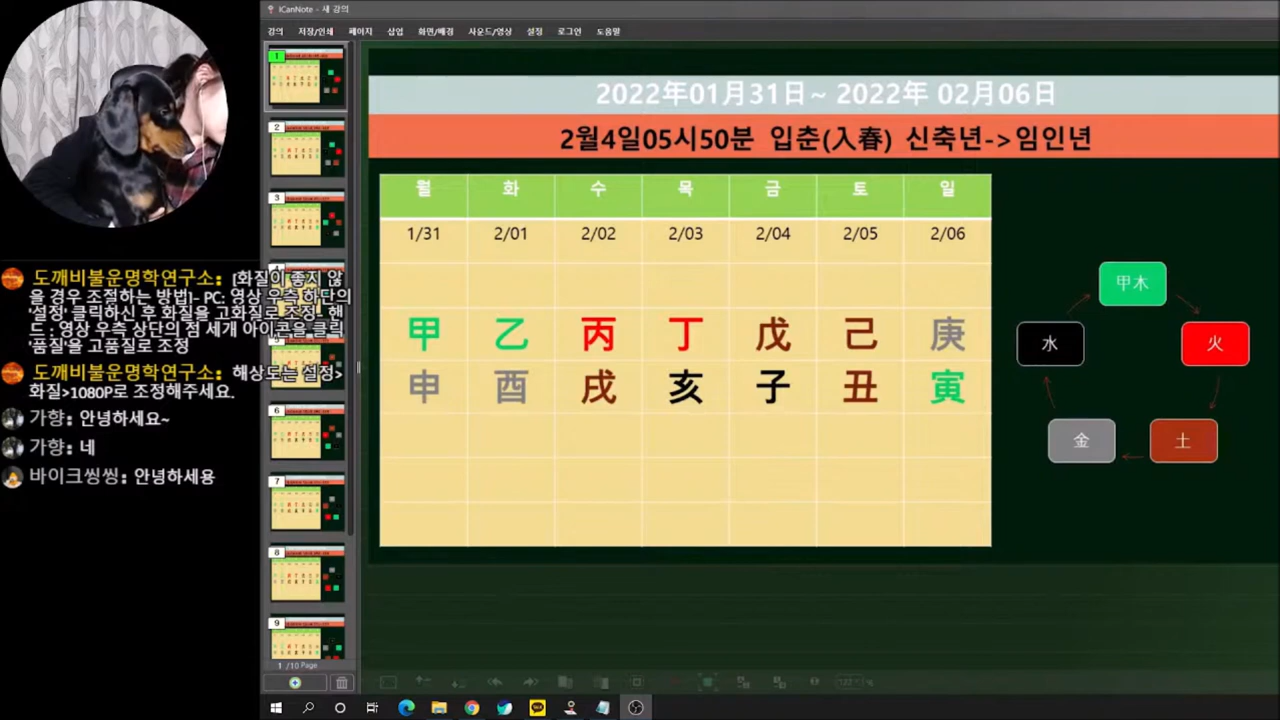 ICanNote - 새 강의
강의 저장/인쇄 페이지 삽입 화면/배경 사운드/영상 설정 로그인 도움말
2022年01月31日~ 2022年 02月06日
2월4일05시50분 입춘(入春) 신축년->임인년
월 화 수 목 금 토 일
1/31 2/01 2/02 2/03 2/04 2/05 2/06
甲 乙 丙 丁 戊 己 庚
申 酉 戌 亥 子 丑 寅
甲木
水
火
金
土
도깨비불운명학연구소: [화질이 좋지 않
을 경우 조절하는 방법]- PC: 영상 우측 하단의
'설정' 클릭하신 후 화질을 고화질로 조정- 핸
드 : 영상 우측 상단의 점 세개 아이콘을 클릭
'품질'을 고품질로 조정
도깨비불운명학연구소: 해상도는 설정>
화질>1080P로 조정해주세요.
가향: 안녕하세요~
가향: 네
바이크씽씽: 안녕하세용
1
2
3
6
7
8
9
1 /10 Page